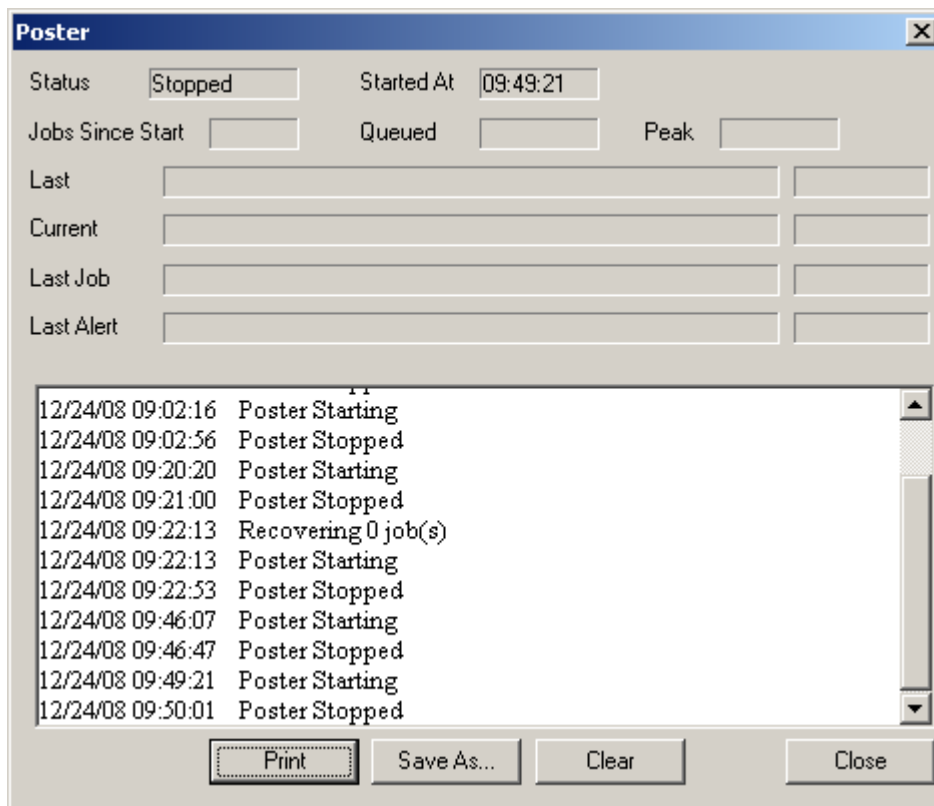 Poster
Status Stopped Started At 09:49:21
Jobs Since Start Queued Peak
Last
Current
Last Job
Last Alert
12/24/08 09:02:16 Poster Starting
12/24/08 09:02:56 Poster Stopped
12/24/08 09:20:20 Poster Starting
12/24/08 09:21:00 Poster Stopped
12/24/08 09:22:13 Recovering 0 job(s)
12/24/08 09:22:13 Poster Starting
12/24/08 09:22:53 Poster Stopped
12/24/08 09:46:07 Poster Starting
12/24/08 09:46:47 Poster Stopped
12/24/08 09:49:21 Poster Starting
12/24/08 09:50:01 Poster Stopped
Print Save As... Clear Close